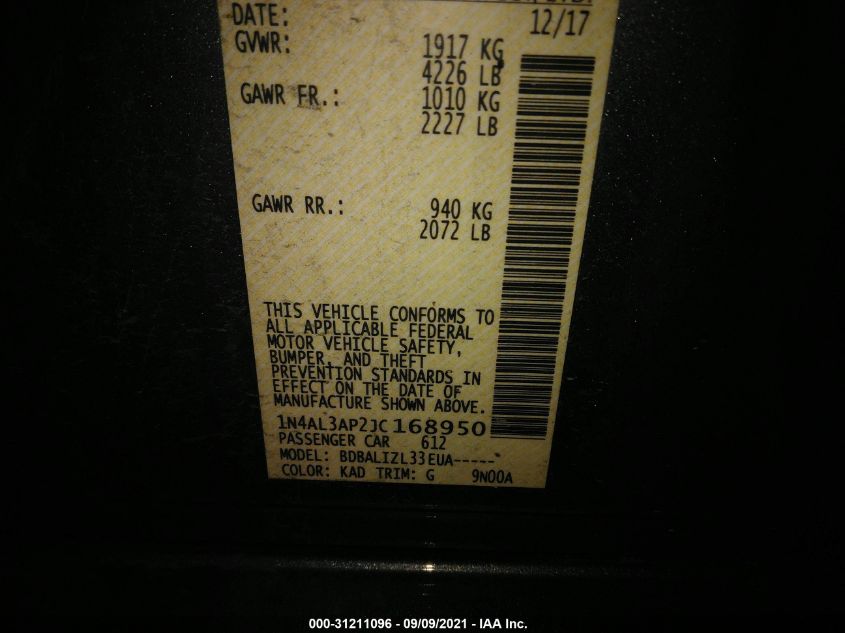 DATE: 12/17
GVWR: 1917 KG
4226 LB
GAWR FR.: 1010 KG
2227 LB
GAWR RR.: 940 KG
2072 LB
THIS VEHICLE CONFORMS TO
ALL APPLICABLE FEDERAL
MOTOR VEHICLE SAFETY,
BUMPER, AND THEFT
PREVENTION STANDARDS IN
EFFECT ON THE DATE OF
MANUFACTURE SHOWN ABOVE.
1N4AL3AP2JC168950
PASSENGER CAR 612
MODEL: BDBALIZL33EUA-----
COLOR: KAD TRIM: G 9N00A
000-31211096 - 09/09/2021 - IAA Inc.